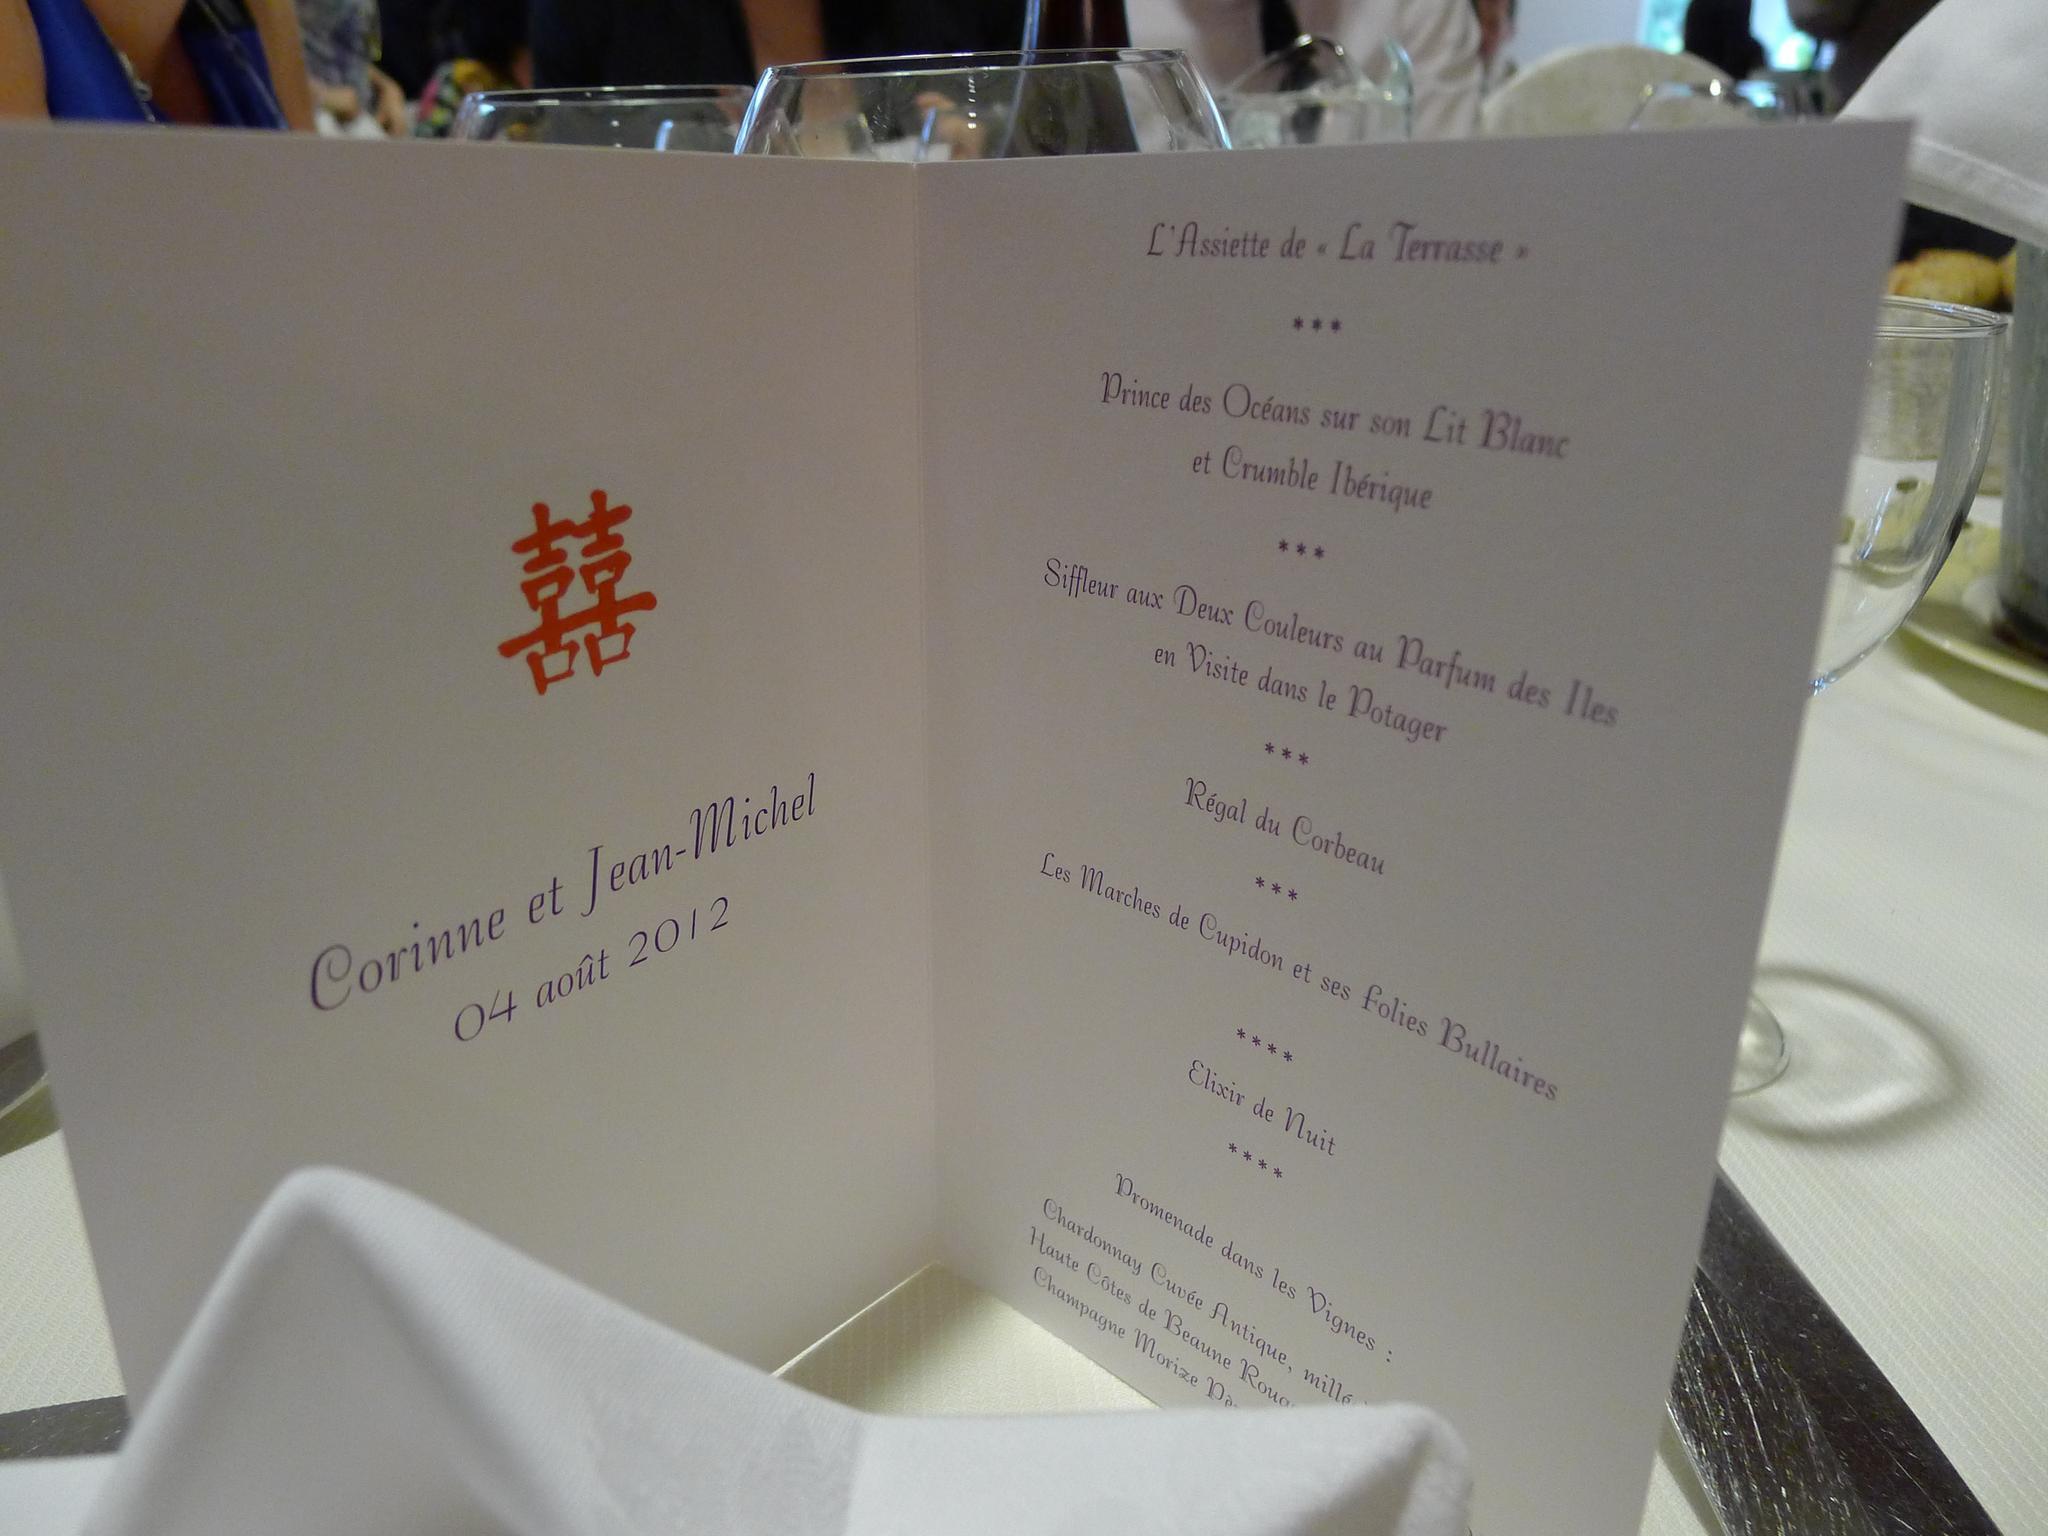 囍
Corinne et Jean-Michel
04 août 2012
L'Assiette de « La Terrasse »
***
Prince des Océans sur son Lit Blanc
et Crumble Ibérique
***
Siffleur aux Deux Couleurs au Parfum des Iles
en Visite dans le Potager
***
Régal du Corbeau
***
Les Marches de Cupidon et ses Folies Bullaires
****
Elixir de Nuit
****
Promenade dans les Vignes :
Chardonnay Cuvée Antique,
Haute Côtes de Beaune
Champagne Morize